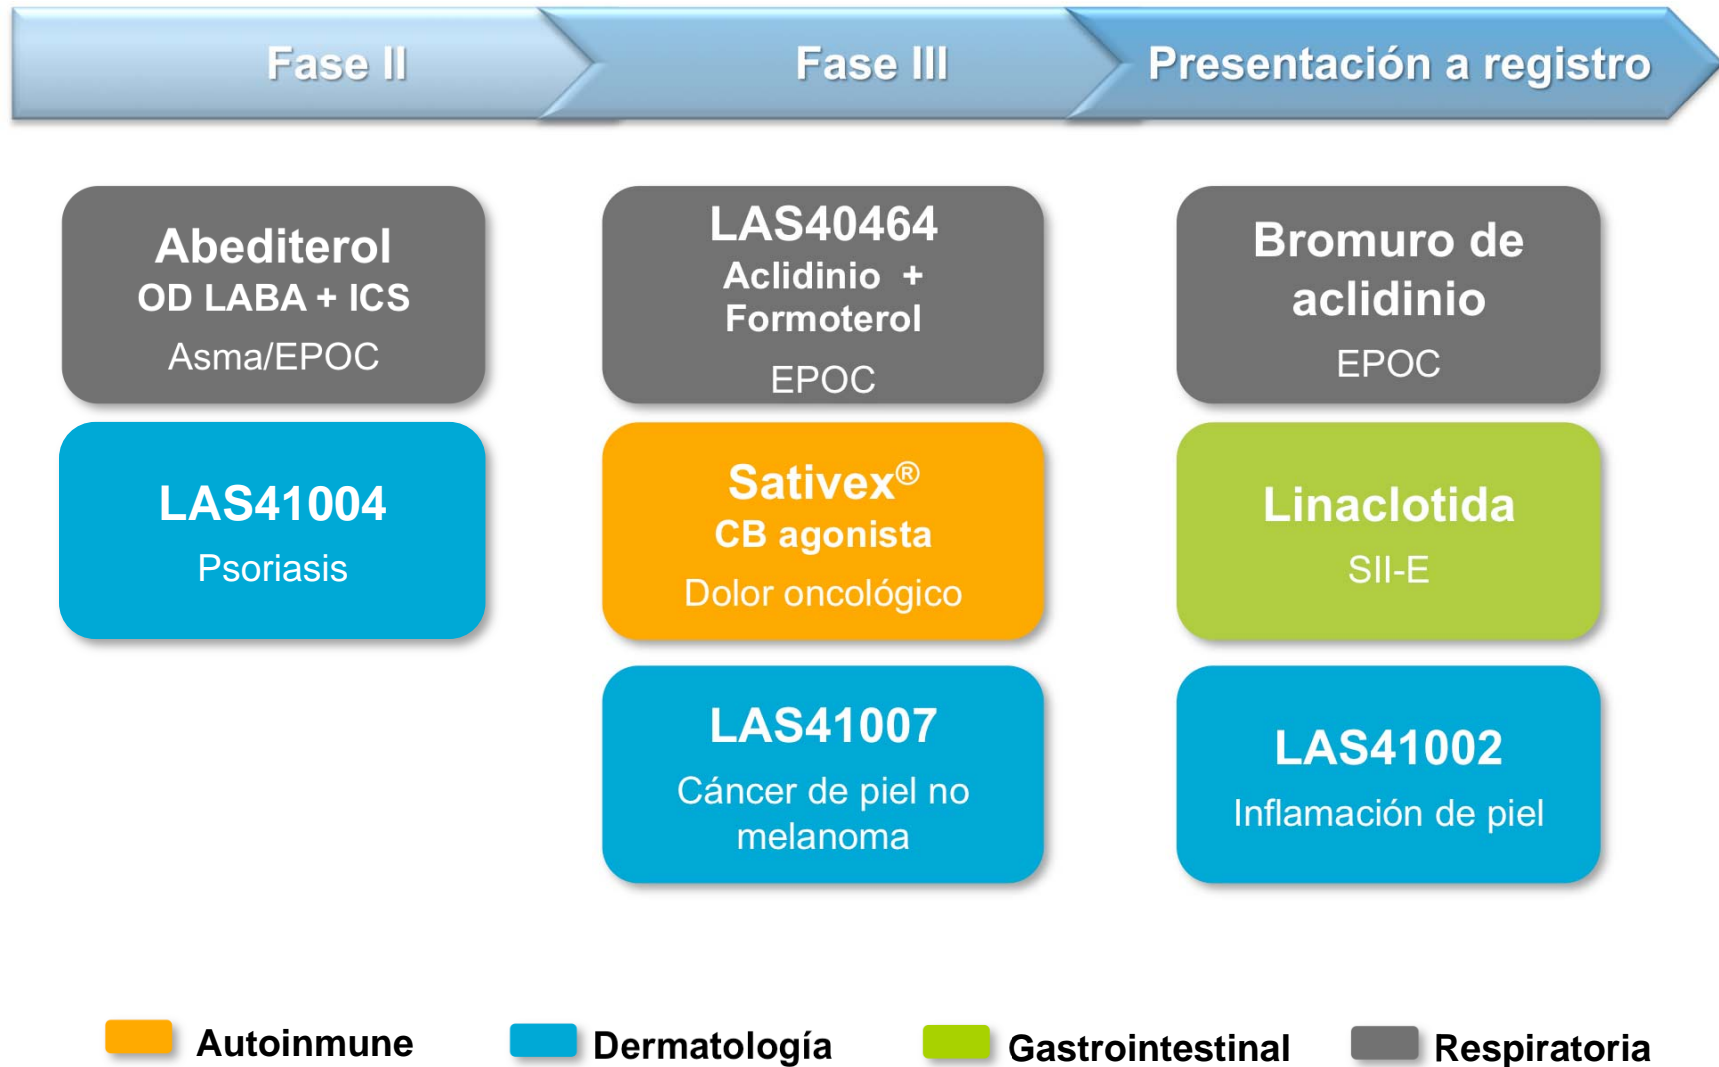 Fase II
Fase III
Presentación a registro
Abediterol
OD LABA + ICS
Asma/EPOC
LAS40464
Aclidinio +
Formoterol
EPOC
Bromuro de
aclidinio
EPOC
LAS41004
Psoriasis
Sativex®
CB agonista
Dolor oncológico
Linaclotida
SII-E
LAS41007
Cáncer de piel no
melanoma
LAS41002
Inflamación de piel
Autoinmune
Dermatología
Gastrointestinal
Respiratoria